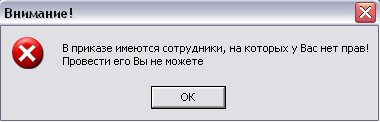 Внимание!
В приказе имеются сотрудники, на которых у Вас нет прав!
Провести его Вы не можете
OK